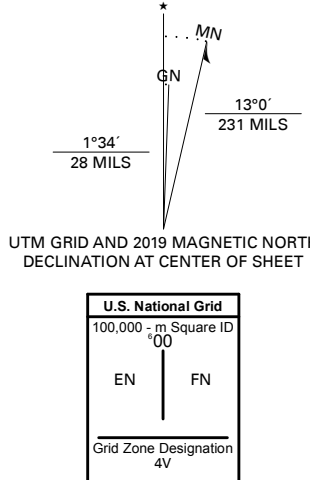 ★
MN
GN
13°0´
231 MILS
1°34´
28 MILS
UTM GRID AND 2019 MAGNETIC NORTH
DECLINATION AT CENTER OF SHEET
U.S. National Grid
100,000 - m Square ID
⁶00
EN FN
Grid Zone Designation
4V